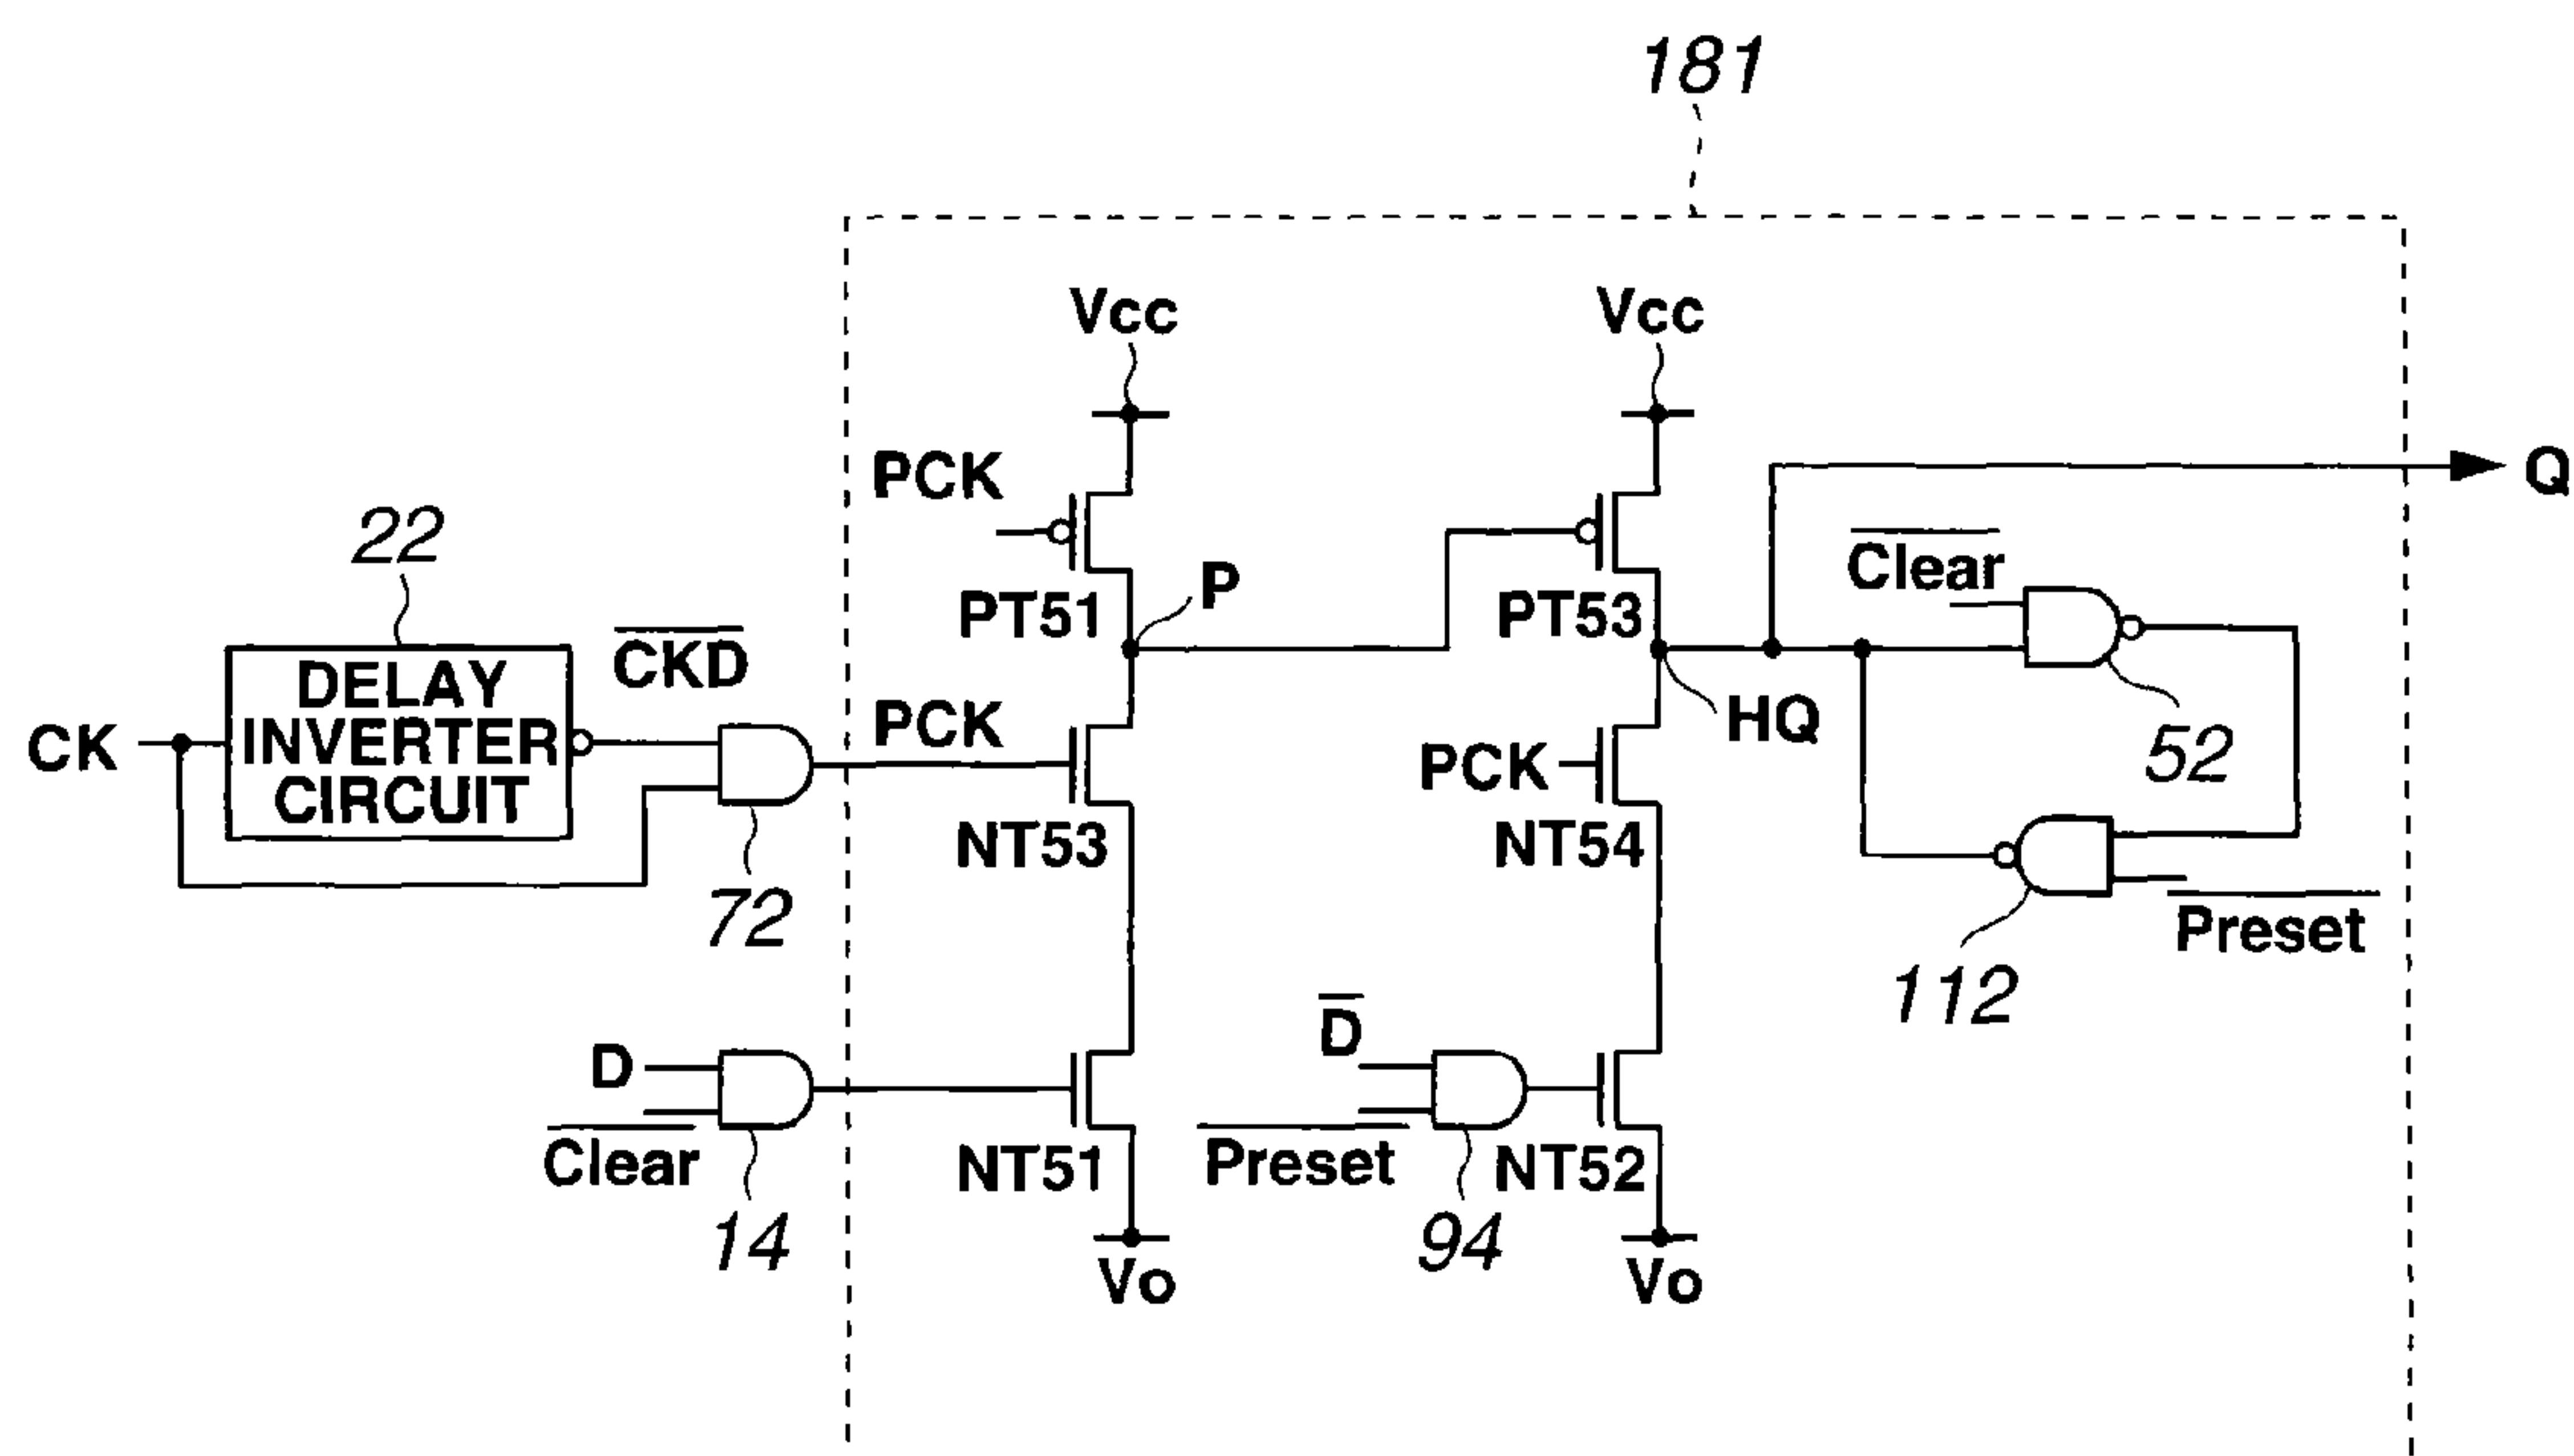 181
Vcc
Vcc
PCK
Q
22
Clear
P
PT51
PT53
CKD
DELAY
INVERTER
CIRCUIT
CK
PCK
HQ
PCK
52
NT53
NT54
72
Preset
112
D
D
Clear
NT51
Preset
NT52
14
94
Vo
Vo